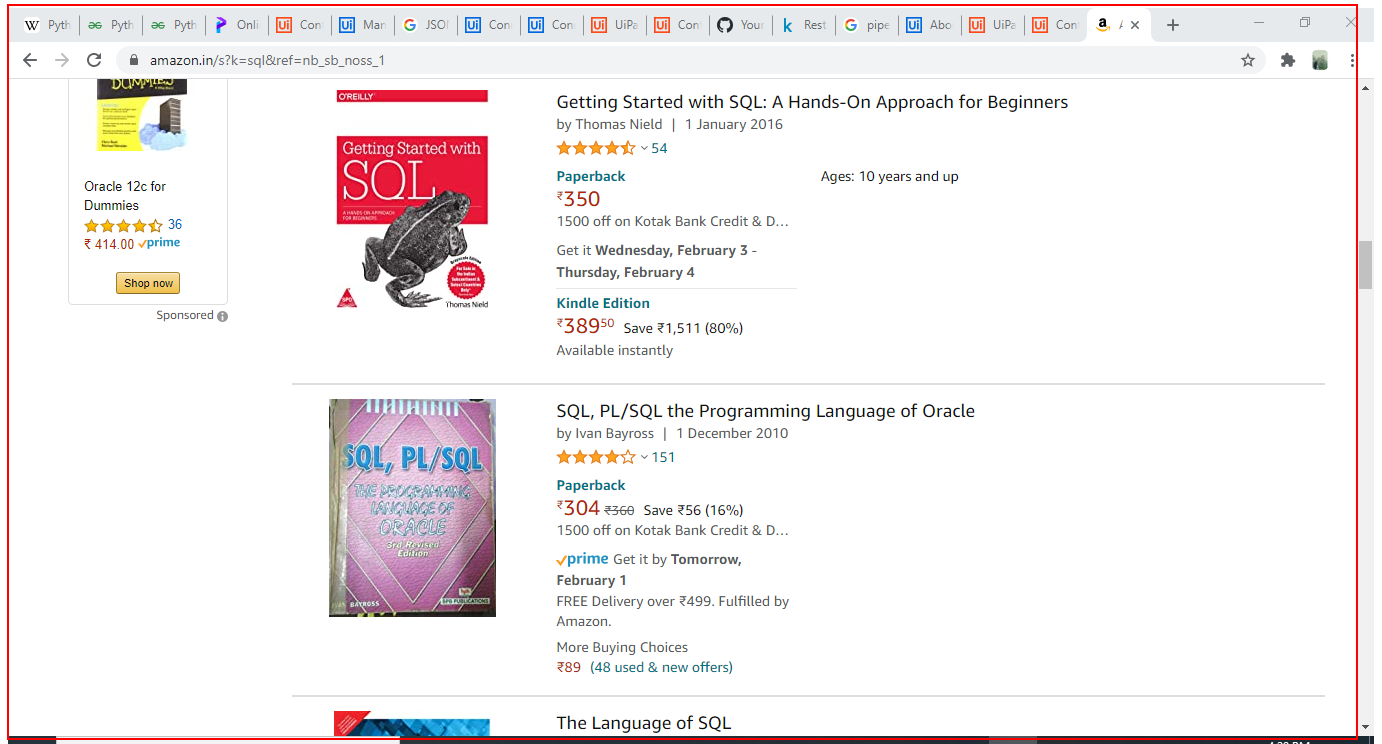 Pyth
Pyth
Pyth
Onli
Con
Man
JSO
Con
Con
UiPa
Con
Your
Rest
pipe
Abo
UiPa
Con
amazon.in/s?k=sql&ref=nb_sb_noss_1
DUMMIES
Oracle 12c for
Dummies
36
₹ 414.00 prime
Shop now
Sponsored
O'REILLY
Getting Started with
SQL
A HANDS-ON APPROACH
FOR BEGINNERS
Thomas Nield
Getting Started with SQL: A Hands-On Approach for Beginners
by Thomas Nield | 1 January 2016
54
Paperback
Ages: 10 years and up
₹350
1500 off on Kotak Bank Credit & D…
Get it Wednesday, February 3 -
Thursday, February 4
Kindle Edition
₹38950 Save ₹1,511 (80%)
Available instantly
SQL, PL/SQL
THE PROGRAMMING
LANGUAGE OF
ORACLE
3rd Revised
Edition
IVAN BAYROSS
BPB PUBLICATIONS
SQL, PL/SQL the Programming Language of Oracle
by Ivan Bayross | 1 December 2010
151
Paperback
₹304 ₹360 Save ₹56 (16%)
1500 off on Kotak Bank Credit & D…
prime Get it by Tomorrow,
February 1
FREE Delivery over ₹499. Fulfilled by
Amazon.
More Buying Choices
₹89 (48 used & new offers)
The Language of SQL